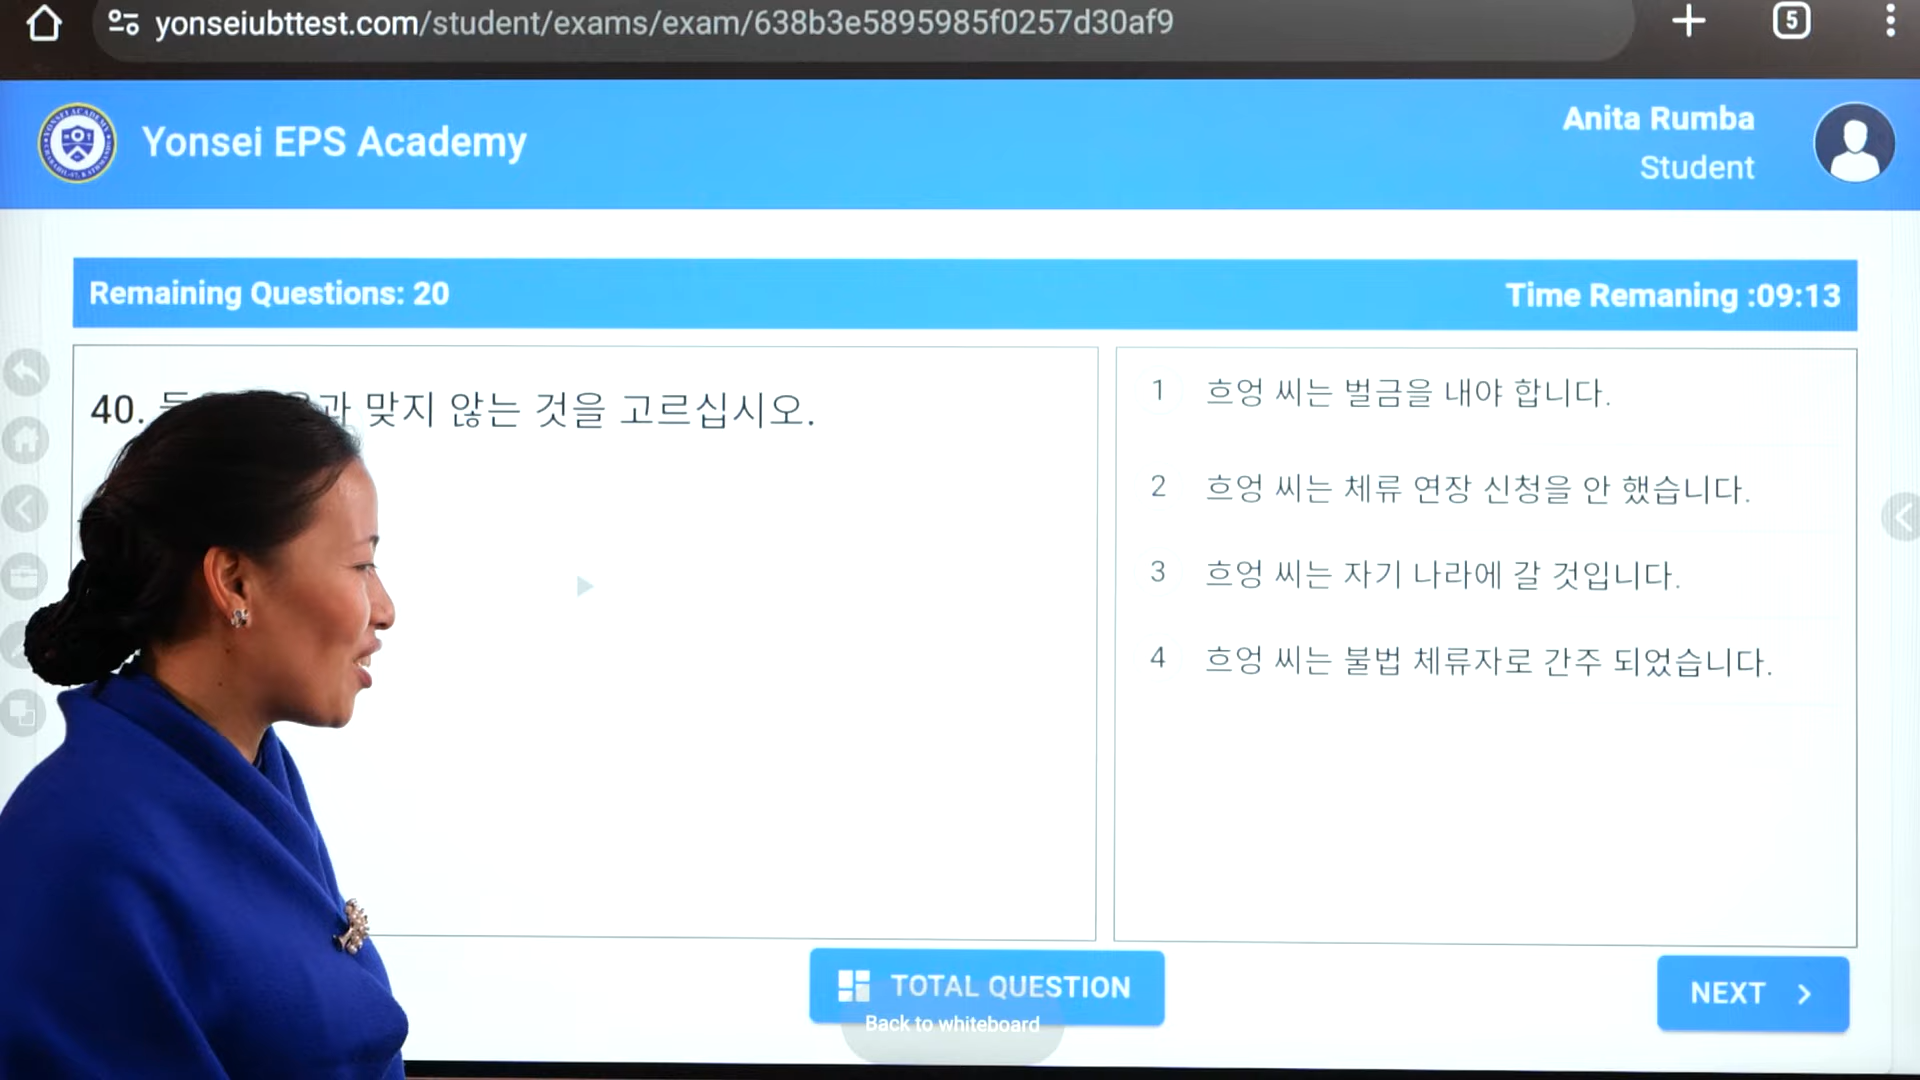 yonseiubttest.com/student/exams/exam/638b3e5895985f0257d30af9
5
Yonsei EPS Academy
Anita Rumba
Student
Remaining Questions: 20
Time Remaning :09:13
40. 맞지 않는 것을 고르십시오.
1 흐엉 씨는 벌금을 내야 합니다.
2 흐엉 씨는 체류 연장 신청을 안 했습니다.
3 흐엉 씨는 자기 나라에 갈 것입니다.
4 흐엉 씨는 불법 체류자로 간주 되었습니다.
TOTAL QUESTION
Back to whiteboard
NEXT